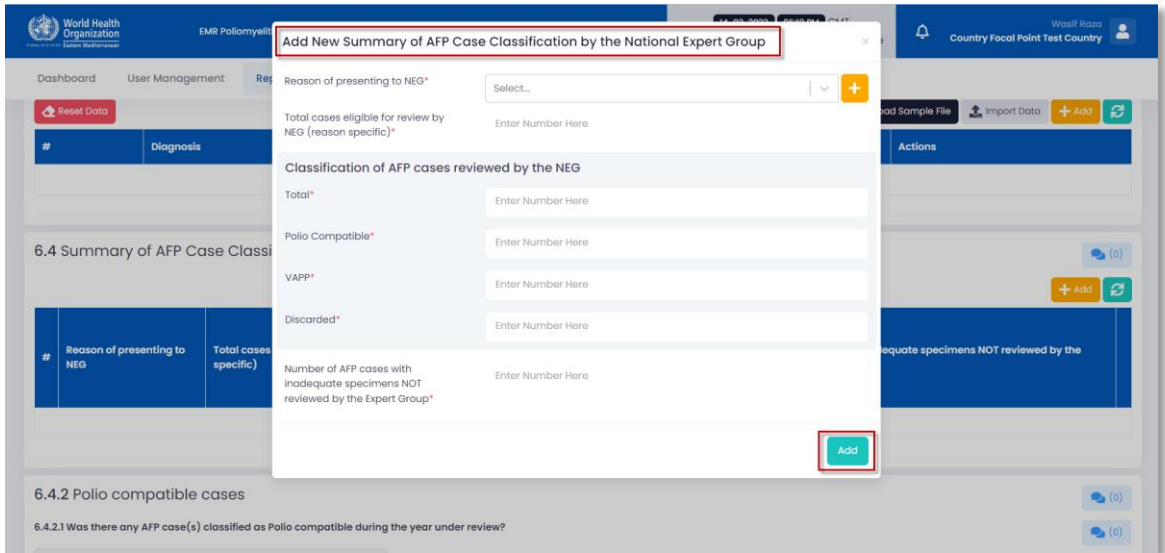 World Health
Organization
Eastern Mediterranean
EMR Poliomyelit
14-02-2022 05:19 PM GMT
Wasif Raza
Country Focal Point Test Country
Dashboard User Management Rep
Add New Summary of AFP Case Classification by the National Expert Group ×
Reason of presenting to NEG*
Select...
+
Total cases eligible for review by
NEG (reason specific)*
Enter Number Here
Classification of AFP cases reviewed by the NEG
Total*
Enter Number Here
Polio Compatible*
Enter Number Here
VAPP*
Enter Number Here
Discarded*
Enter Number Here
Number of AFP cases with
inadequate specimens NOT
reviewed by the Expert Group*
Enter Number Here
Add
Reset Data
oad Sample File Import Data + Add
# Diagnosis Actions
6.4 Summary of AFP Case Classi
(0)
+ Add
# Reason of presenting to
NEG
Total cases
specific)
equate specimens NOT reviewed by the
6.4.2 Polio compatible cases
(0)
6.4.2.1 Was there any AFP case(s) classified as Polio compatible during the year under review?
(0)